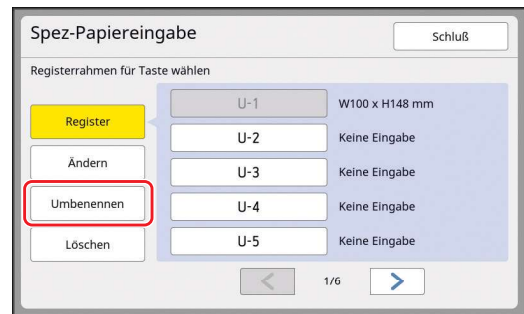 Spez-Papiereingabe
Schluß
Registerrahmen für Taste wählen
Register
U-1 W100 x H148 mm
U-2 Keine Eingabe
Ändern
U-3 Keine Eingabe
Umbenennen
U-4 Keine Eingabe
Löschen
U-5 Keine Eingabe
< 1/6 >